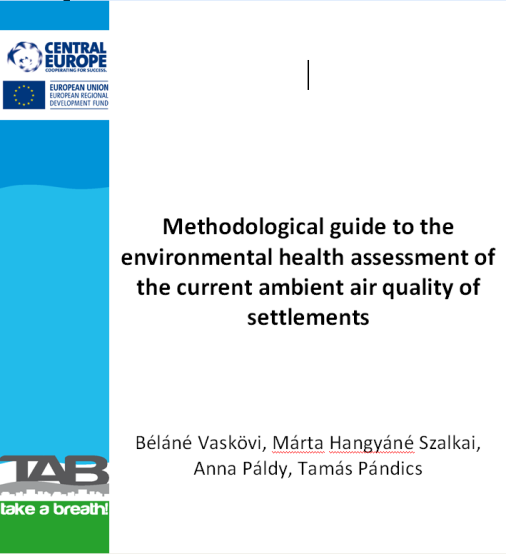 CENTRAL
EUROPE
COOPERATING FOR SUCCESS.
EUROPEAN UNION
EUROPEAN REGIONAL
DEVELOPMENT FUND
Methodological guide to the
environmental health assessment of
the current ambient air quality of
settlements
Béláné Vaskövi, Márta Hangyáné Szalkai,
Anna Páldy, Tamás Pándics
TAB
take a breath!